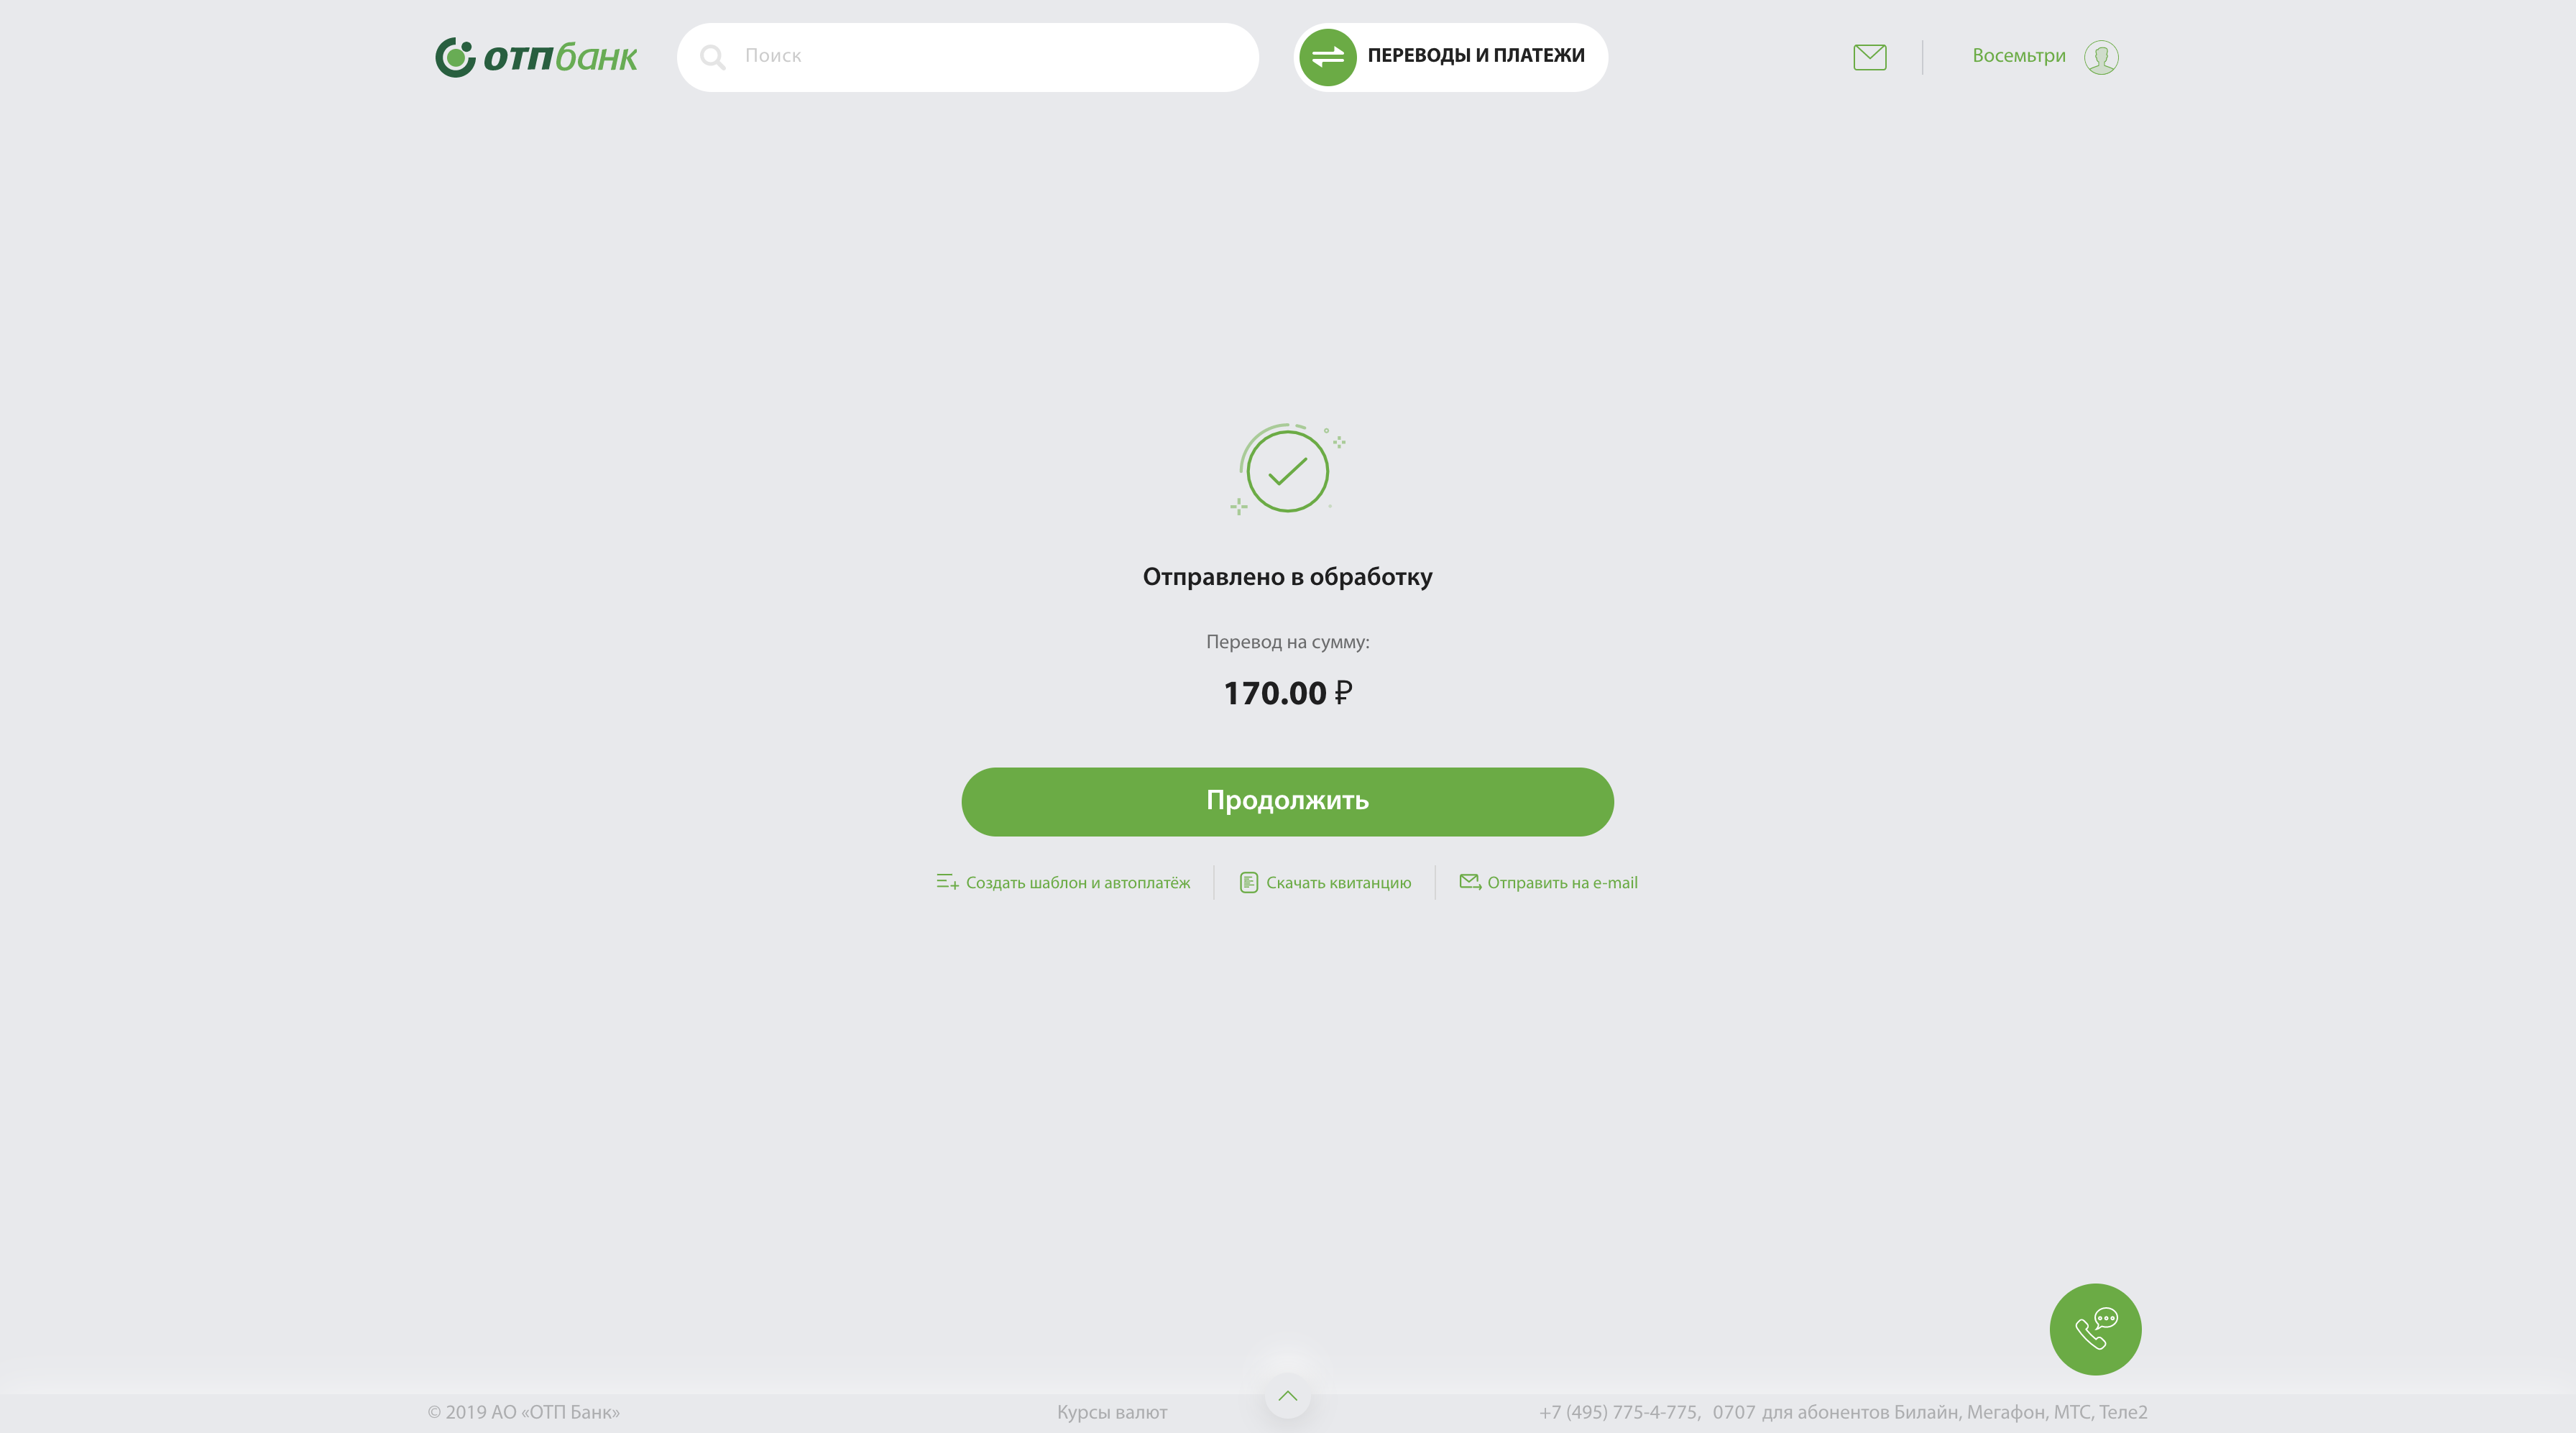 отпбанк
Поиск
ПЕРЕВОДЫ И ПЛАТЕЖИ
Восемьтри
Отправлено в обработку
Перевод на сумму:
170.00 ₽
Продолжить
Создать шаблон и автоплатёж
Скачать квитанцию
Отправить на e-mail
© 2019 АО «ОТП Банк»
Курсы валют
+7 (495) 775-4-775, 0707 для абонентов Билайн, Мегафон, МТС, Теле2